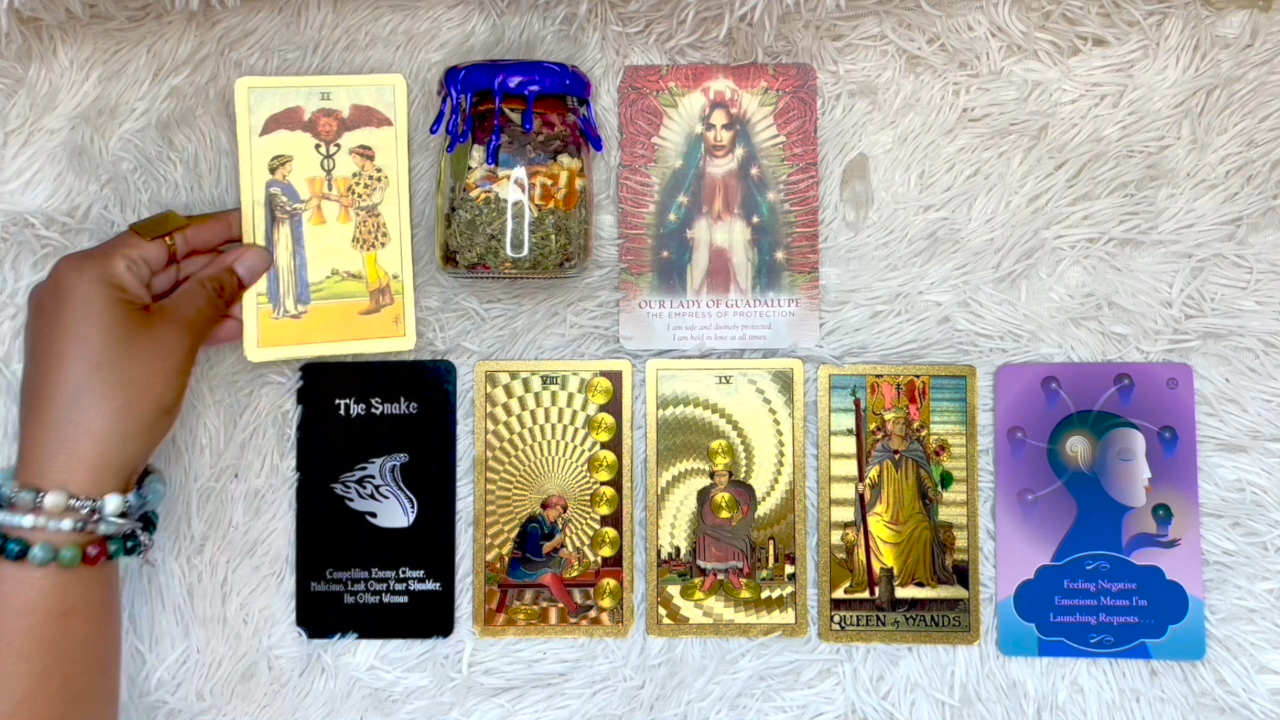 II
OUR LADY OF GUADALUPE
THE EMPRESS OF PROTECTION
I am safe and divinely protected.
I am held in love at all times.
The Snake
Competition, Enemy, Clever,
Malicious, Look Over Your Shoulder,
the Other Woman
VIII
IV
QUEEN of WANDS.
Feeling Negative
Emotions Means I'm
Launching Requests . . .